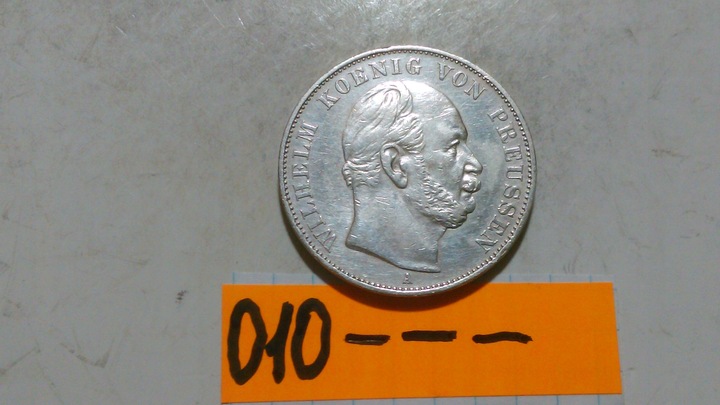 WILHELM KOENIG VON PREUSSEN
A
010---